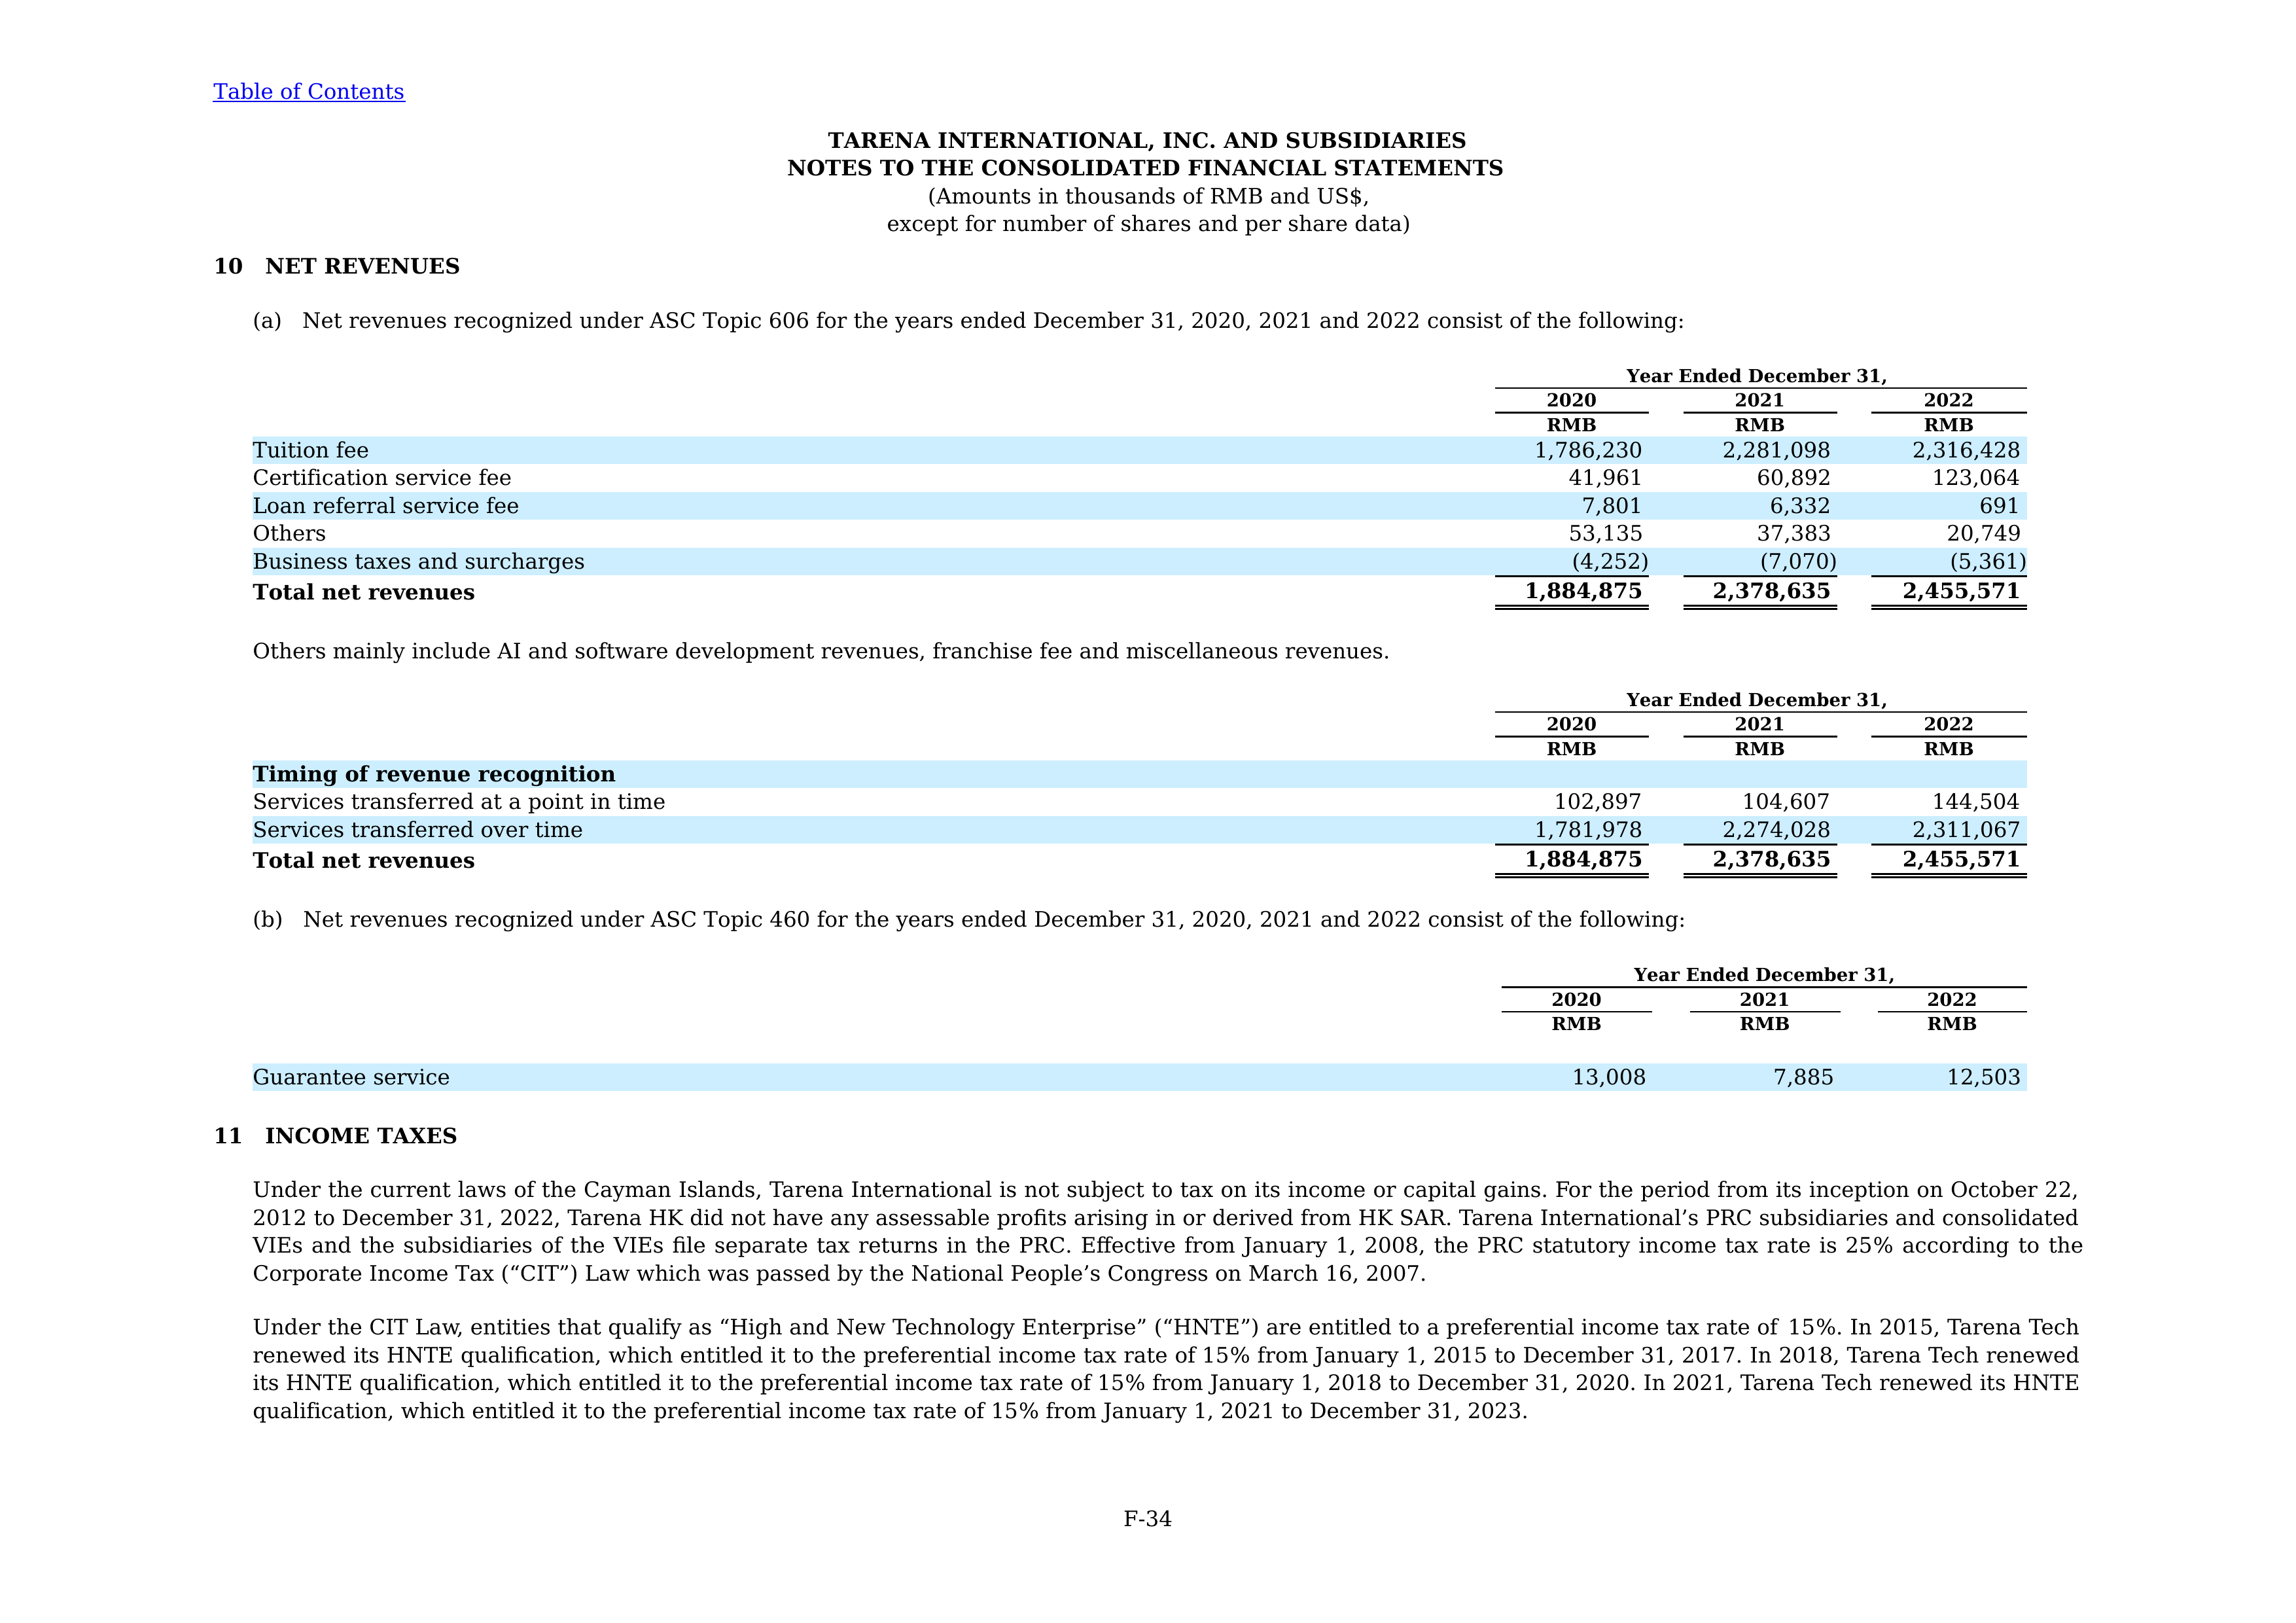 Table of Contents
TARENA INTERNATIONAL, INC. AND SUBSIDIARIES
NOTES TO THE CONSOLIDATED FINANCIAL STATEMENTS
(Amounts in thousands of RMB and US$,
except for number of shares and per share data)
10 NET REVENUES
(a) Net revenues recognized under ASC Topic 606 for the years ended December 31, 2020, 2021 and 2022 consist of the following:
Year Ended December 31,
2020 2021 2022
RMB RMB RMB
Tuition fee 1,786,230 2,281,098 2,316,428
Certification service fee 41,961 60,892 123,064
Loan referral service fee 7,801 6,332 691
Others 53,135 37,383 20,749
Business taxes and surcharges (4,252) (7,070) (5,361)
Total net revenues 1,884,875 2,378,635 2,455,571
Others mainly include AI and software development revenues, franchise fee and miscellaneous revenues.
Year Ended December 31,
2020 2021 2022
RMB RMB RMB
Timing of revenue recognition
Services transferred at a point in time 102,897 104,607 144,504
Services transferred over time 1,781,978 2,274,028 2,311,067
Total net revenues 1,884,875 2,378,635 2,455,571
(b) Net revenues recognized under ASC Topic 460 for the years ended December 31, 2020, 2021 and 2022 consist of the following:
Year Ended December 31,
2020 2021 2022
RMB RMB RMB
Guarantee service 13,008 7,885 12,503
11 INCOME TAXES
Under the current laws of the Cayman Islands, Tarena International is not subject to tax on its income or capital gains. For the period from its inception on October 22,
2012 to December 31, 2022, Tarena HK did not have any assessable profits arising in or derived from HK SAR. Tarena International’s PRC subsidiaries and consolidated
VIEs and the subsidiaries of the VIEs file separate tax returns in the PRC. Effective from January 1, 2008, the PRC statutory income tax rate is 25% according to the
Corporate Income Tax (“CIT”) Law which was passed by the National People’s Congress on March 16, 2007.
Under the CIT Law, entities that qualify as “High and New Technology Enterprise” (“HNTE”) are entitled to a preferential income tax rate of 15%. In 2015, Tarena Tech
renewed its HNTE qualification, which entitled it to the preferential income tax rate of 15% from January 1, 2015 to December 31, 2017. In 2018, Tarena Tech renewed
its HNTE qualification, which entitled it to the preferential income tax rate of 15% from January 1, 2018 to December 31, 2020. In 2021, Tarena Tech renewed its HNTE
qualification, which entitled it to the preferential income tax rate of 15% from January 1, 2021 to December 31, 2023.
F-34